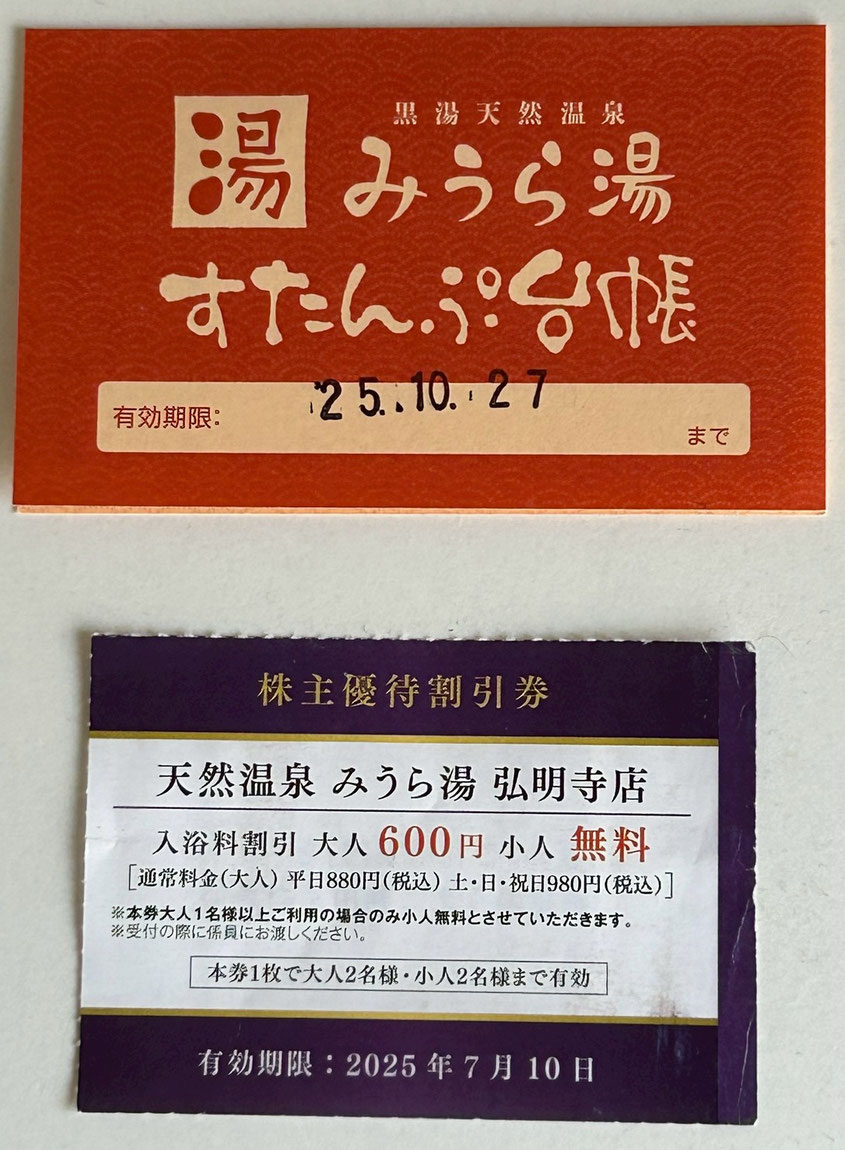 湯
黒湯天然温泉
みうら湯
すたんぷ台帳
有効期限: '25.10.27 まで
株主優待割引券
天然温泉 みうら湯 弘明寺店
入浴料割引 大人 600円 小人 無料
[通常料金(大人) 平日880円(税込) 土・日・祝日980円(税込)]
※本券大人1名様以上ご利用の場合のみ小人無料とさせていただきます。
※受付の際に係員にお渡しください。
本券1枚で大人2名様・小人2名様まで有効
有効期限:2025年7月10日